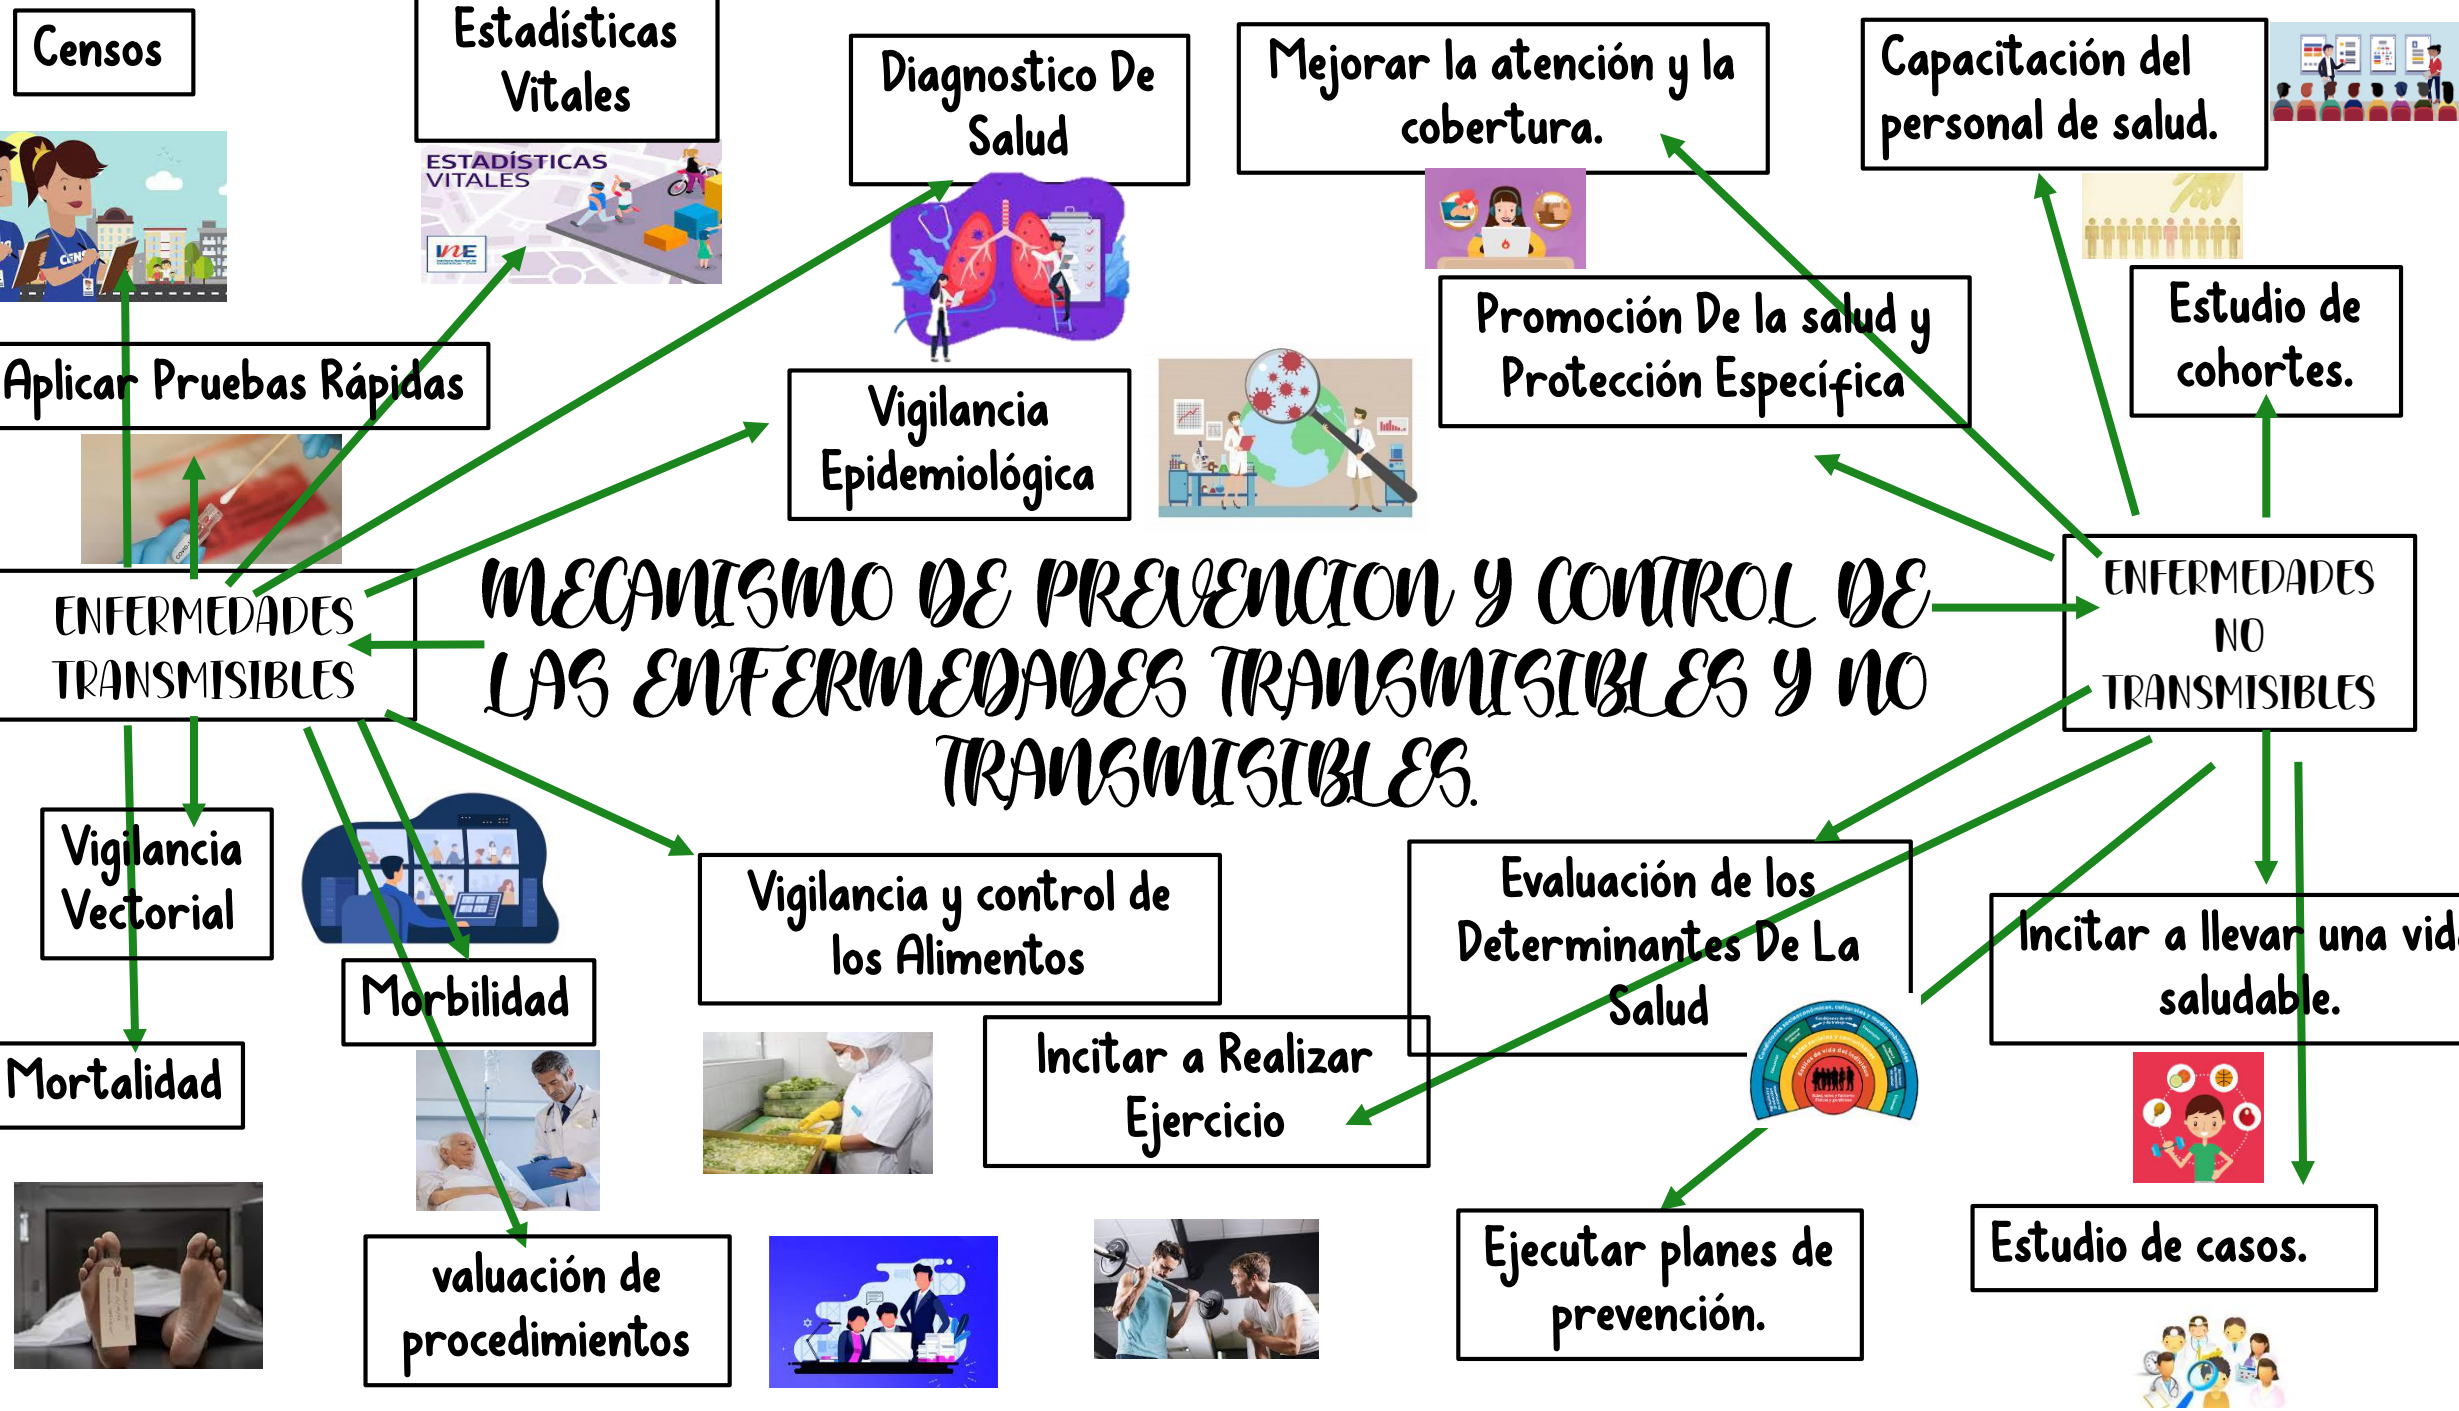 Censos
Estadísticas
Vitales
Diagnostico De
Salud
Mejorar la atención y la
cobertura.
Capacitación del
personal de salud.
ESTADÍSTICAS
VITALES
INE
CENS
Promoción De la salud y
Protección Específica
Estudio de
cohortes.
Aplicar Pruebas Rápidas
Vigilancia
Epidemiológica
MECANISMO DE PREVENCION Y CONTROL DE
LAS ENFERMEDADES TRANSMISIBLES Y NO
TRANSMISIBLES.
ENFERMEDADES
TRANSMISIBLES
ENFERMEDADES
NO
TRANSMISIBLES
Vigilancia
Vectorial
Morbilidad
Mortalidad
Vigilancia y control de
los Alimentos
Evaluación de los
Determinantes De La
Salud
Incitar a llevar una vida
saludable.
Incitar a Realizar
Ejercicio
valuación de
procedimientos
Ejecutar planes de
prevención.
Estudio de casos.